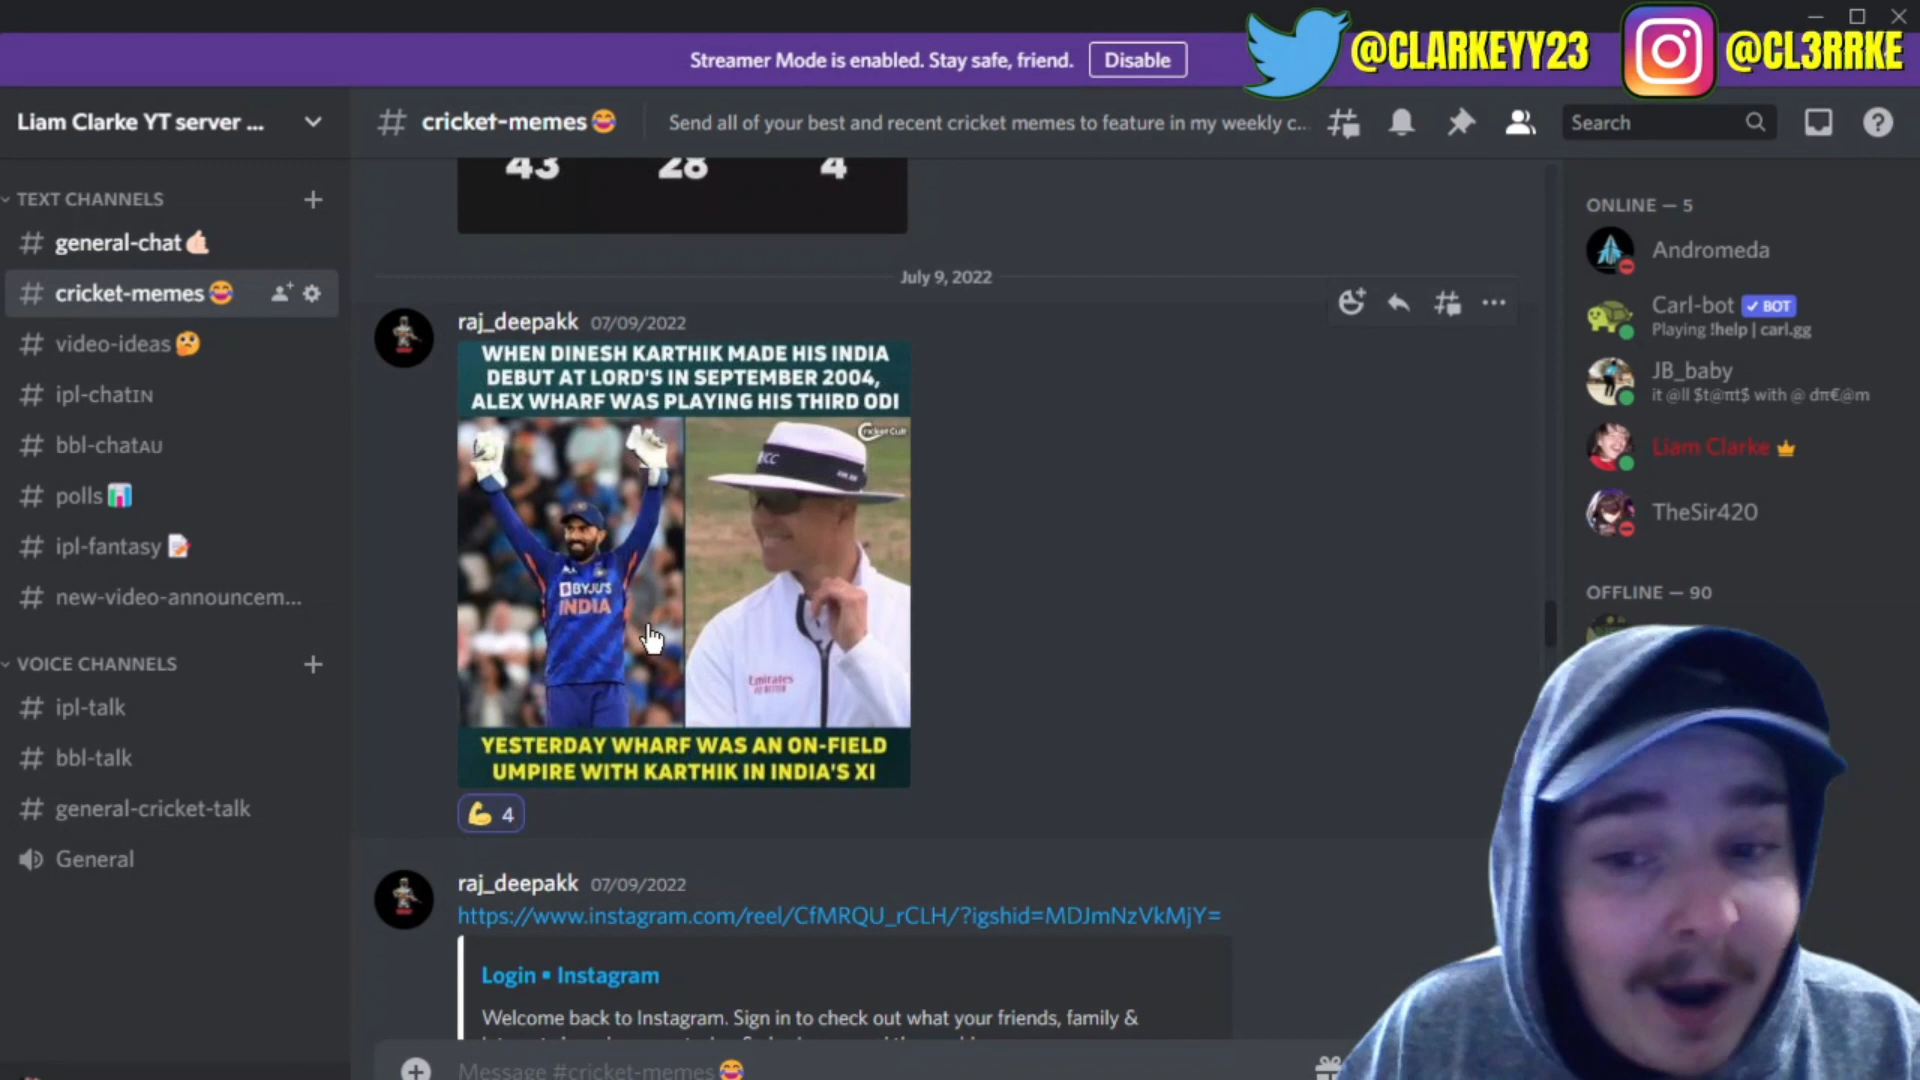 @CLARKEYY23
@CL3RRKE
Streamer Mode is enabled. Stay safe, friend.
Disable
Liam Clarke YT server ...
cricket-memes😂
Send all of your best and recent cricket memes to feature in my weekly c...
Search
TEXT CHANNELS
general-chat🤙
cricket-memes😂
video-ideas🤔
ipl-chatIN
bbl-chatAU
polls📊
ipl-fantasy📝
new-video-announcem...
VOICE CHANNELS
ipl-talk
bbl-talk
general-cricket-talk
General
43 28 4
July 9, 2022
raj_deepakk 07/09/2022
WHEN DINESH KARTHIK MADE HIS INDIA
DEBUT AT LORD'S IN SEPTEMBER 2004,
ALEX WHARF WAS PLAYING HIS THIRD ODI
CricketCult
ICC
BYJU'S
INDIA
Emirates
YESTERDAY WHARF WAS AN ON-FIELD
UMPIRE WITH KARTHIK IN INDIA'S XI
💪 4
raj_deepakk 07/09/2022
https://www.instagram.com/reel/CfMRQU_rCLH/?igshid=MDJmNzVkMjY=
Login • Instagram
Welcome back to Instagram. Sign in to check out what your friends, family &
Message #cricket-memes😂
ONLINE — 5
Andromeda
Carl-bot ✓ BOT
Playing !help | carl.gg
JB_baby
it @ll $t@πt$ with @ dπ€@m
Liam Clarke
TheSir420
OFFLINE — 90